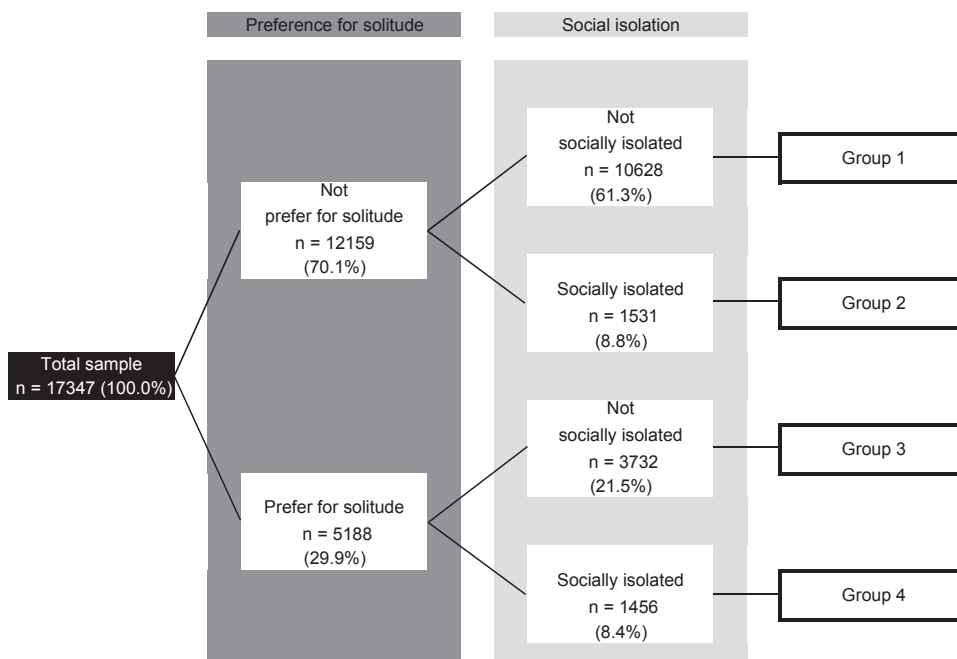 Preference for solitude
Social isolation
Total sample
n = 17347 (100.0%)
Not
prefer for solitude
n = 12159
(70.1%)
Prefer for solitude
n = 5188
(29.9%)
Not
socially isolated
n = 10628
(61.3%)
Socially isolated
n = 1531
(8.8%)
Not
socially isolated
n = 3732
(21.5%)
Socially isolated
n = 1456
(8.4%)
Group 1
Group 2
Group 3
Group 4